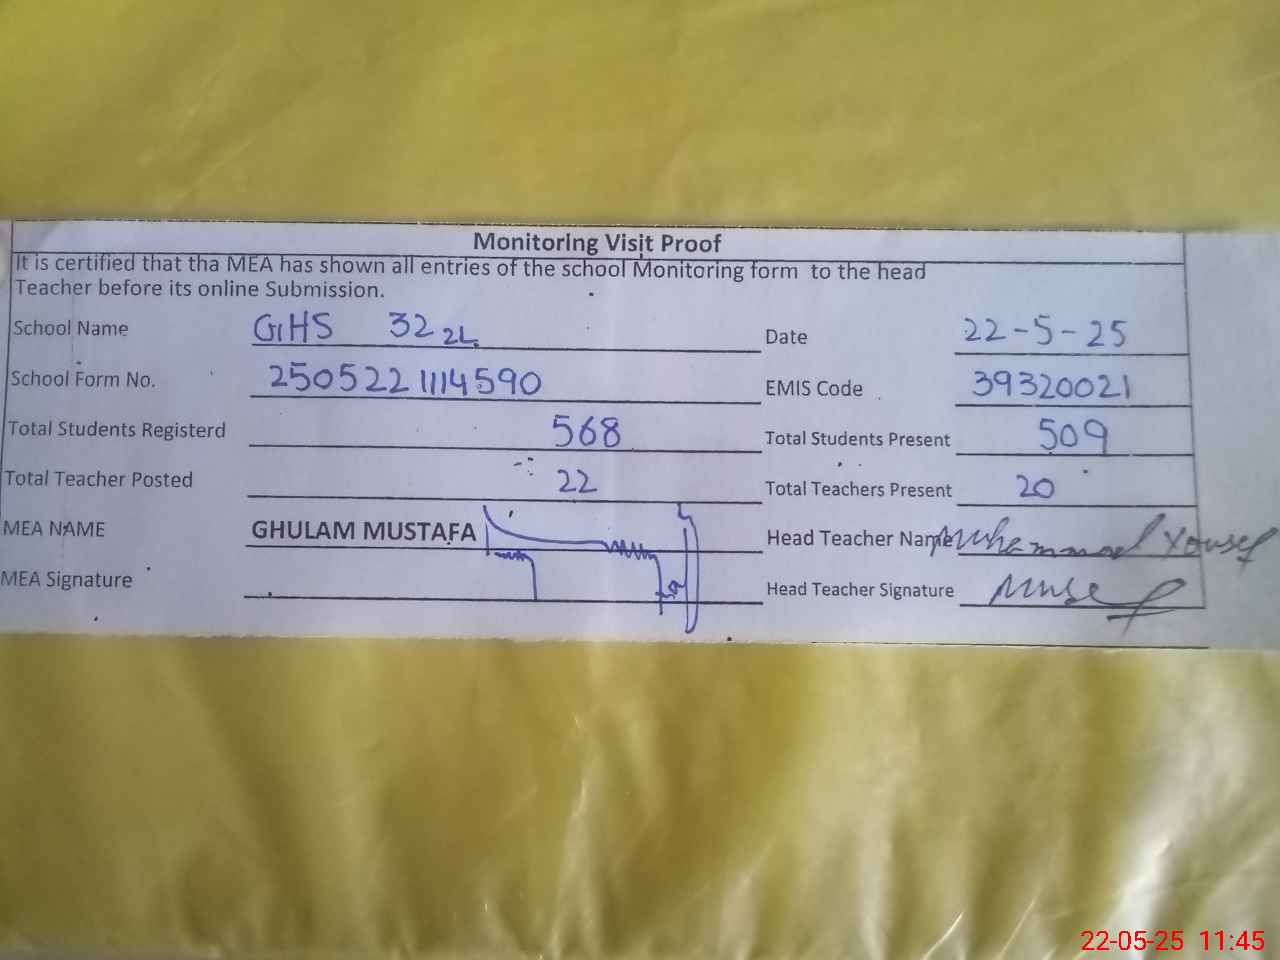 Monitoring Visit Proof
It is certified that tha MEA has shown all entries of the school Monitoring form to the head
Teacher before its online Submission.
School Name GHS 32 2L Date 22-5-25
School Form No. 2505221114590 EMIS Code 39320021
Total Students Registerd 568 Total Students Present 509
Total Teacher Posted 22 Total Teachers Present 20
MEA NAME GHULAM MUSTAFA Head Teacher Name Muhammad Yousef
MEA Signature Head Teacher Signature
22-05-25 11:45